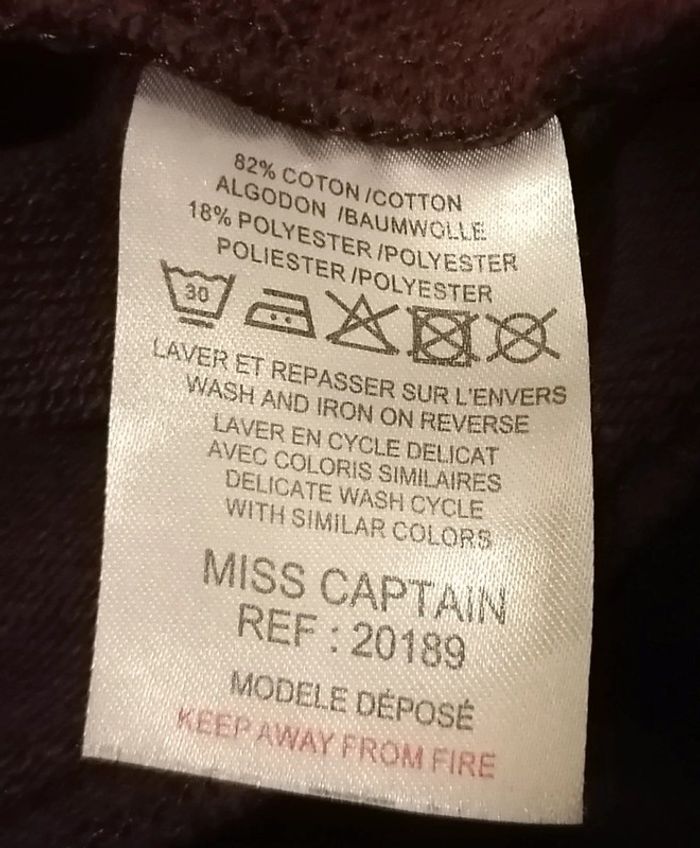 82% COTON /COTTON
ALGODON /BAUMWOLLE
18% POLYESTER /POLYESTER
POLIESTER /POLYESTER
30
LAVER ET REPASSER SUR L'ENVERS
WASH AND IRON ON REVERSE
LAVER EN CYCLE DELICAT
AVEC COLORIS SIMILAIRES
DELICATE WASH CYCLE
WITH SIMILAR COLORS
MISS CAPTAIN
REF : 20189
MODELE DÉPOSÉ
KEEP AWAY FROM FIRE